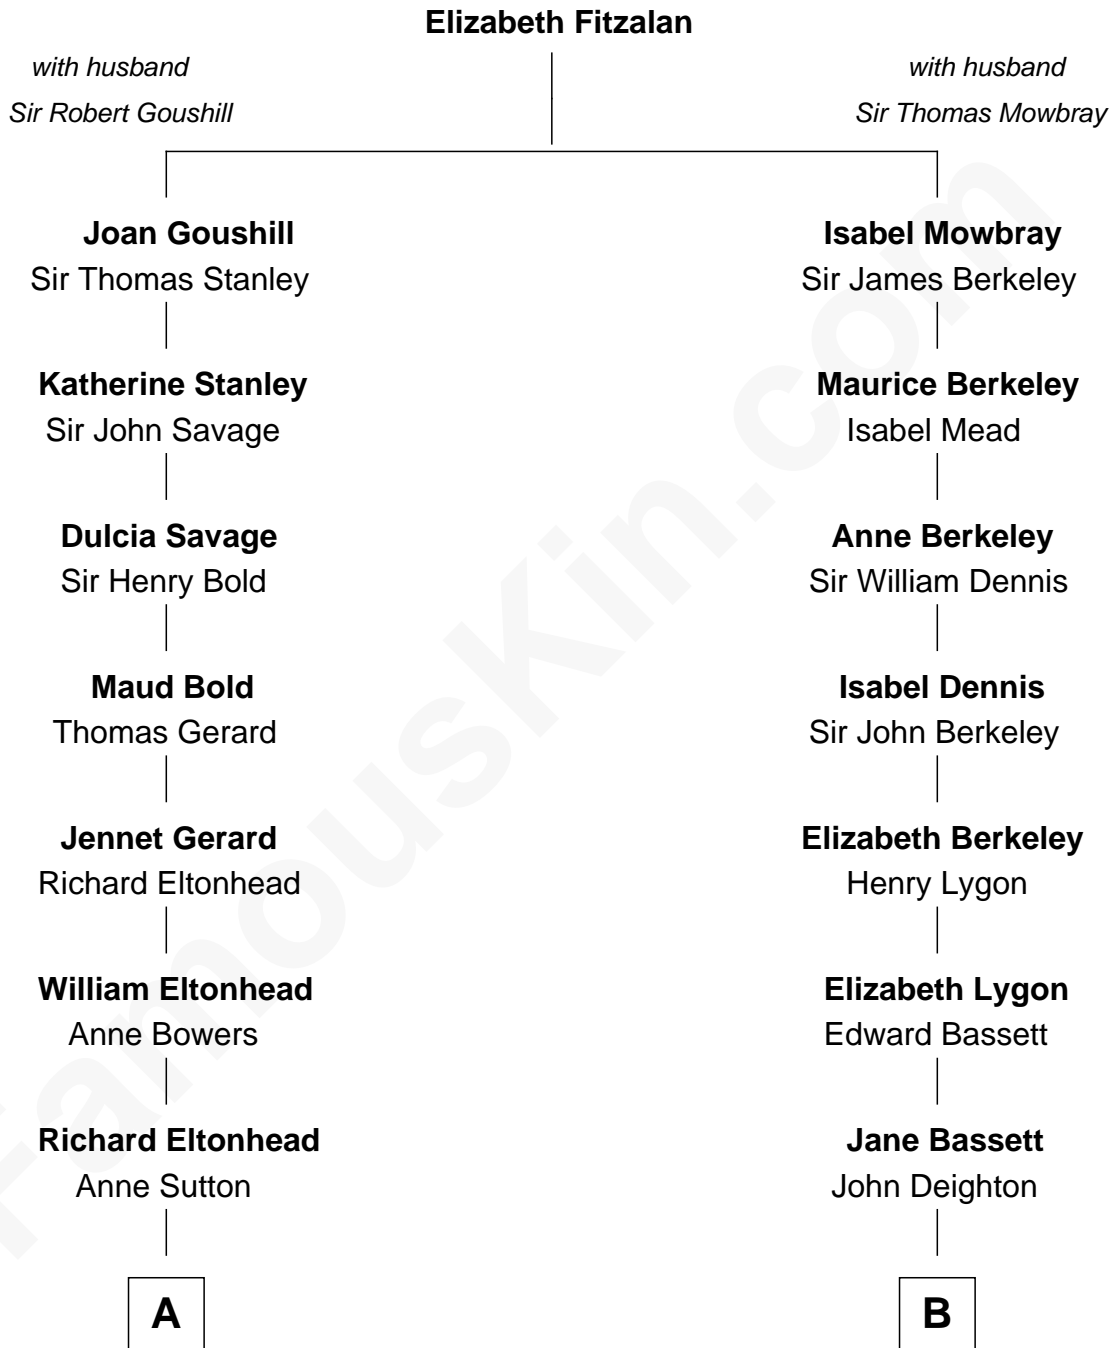 Elizabeth Fitzalan
with husband
Sir Robert Goushill
with husband
Sir Thomas Mowbray
Joan Goushill
Sir Thomas Stanley
Katherine Stanley
Sir John Savage
Dulcia Savage
Sir Henry Bold
Maud Bold
Thomas Gerard
Jennet Gerard
Richard Eltonhead
William Eltonhead
Anne Bowers
Richard Eltonhead
Anne Sutton
A
Isabel Mowbray
Sir James Berkeley
Maurice Berkeley
Isabel Mead
Anne Berkeley
Sir William Dennis
Isabel Dennis
Sir John Berkeley
Elizabeth Berkeley
Henry Lygon
Elizabeth Lygon
Edward Bassett
Jane Bassett
John Deighton
B
FamousKin.com